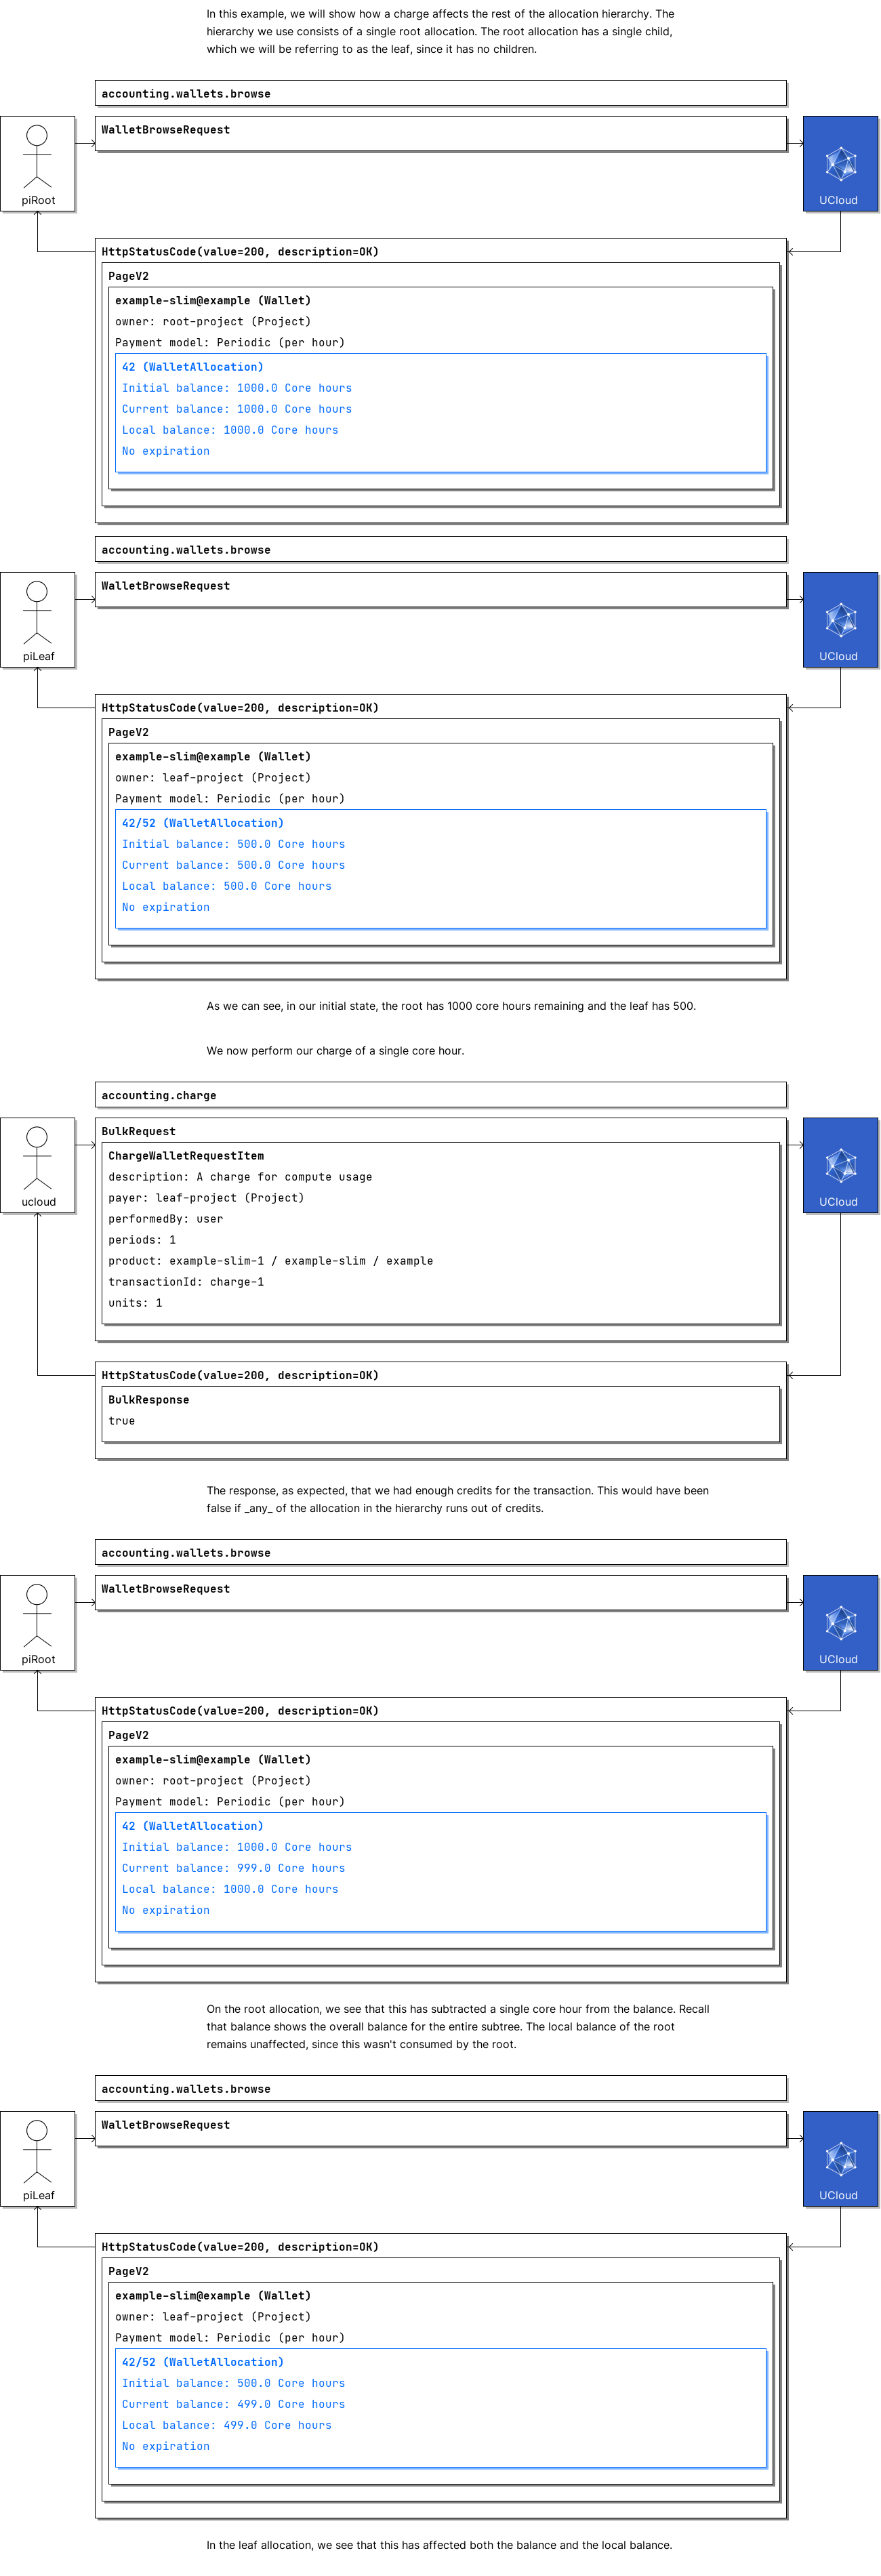 In this example, we will show how a charge affects the rest of the allocation hierarchy. The
hierarchy we use consists of a single root allocation. The root allocation has a single child,
which we will be referring to as the leaf, since it has no children.
accounting.wallets.browse
WalletBrowseRequest
piRoot
UCloud
HttpStatusCode(value=200, description=OK)
PageV2
example-slim@example (Wallet)
owner: root-project (Project)
Payment model: Periodic (per hour)
42 (WalletAllocation)
Initial balance: 1000.0 Core hours
Current balance: 1000.0 Core hours
Local balance: 1000.0 Core hours
No expiration
accounting.wallets.browse
WalletBrowseRequest
piLeaf
UCloud
HttpStatusCode(value=200, description=OK)
PageV2
example-slim@example (Wallet)
owner: leaf-project (Project)
Payment model: Periodic (per hour)
42/52 (WalletAllocation)
Initial balance: 500.0 Core hours
Current balance: 500.0 Core hours
Local balance: 500.0 Core hours
No expiration
As we can see, in our initial state, the root has 1000 core hours remaining and the leaf has 500.
We now perform our charge of a single core hour.
accounting.charge
BulkRequest
ChargeWalletRequestItem
description: A charge for compute usage
payer: leaf-project (Project)
performedBy: user
periods: 1
product: example-slim-1 / example-slim / example
transactionId: charge-1
units: 1
ucloud
UCloud
HttpStatusCode(value=200, description=OK)
BulkResponse
true
The response, as expected, that we had enough credits for the transaction. This would have been
false if _any_ of the allocation in the hierarchy runs out of credits.
accounting.wallets.browse
WalletBrowseRequest
piRoot
UCloud
HttpStatusCode(value=200, description=OK)
PageV2
example-slim@example (Wallet)
owner: root-project (Project)
Payment model: Periodic (per hour)
42 (WalletAllocation)
Initial balance: 1000.0 Core hours
Current balance: 999.0 Core hours
Local balance: 1000.0 Core hours
No expiration
On the root allocation, we see that this has subtracted a single core hour from the balance. Recall
that balance shows the overall balance for the entire subtree. The local balance of the root
remains unaffected, since this wasn't consumed by the root.
accounting.wallets.browse
WalletBrowseRequest
piLeaf
UCloud
HttpStatusCode(value=200, description=OK)
PageV2
example-slim@example (Wallet)
owner: leaf-project (Project)
Payment model: Periodic (per hour)
42/52 (WalletAllocation)
Initial balance: 500.0 Core hours
Current balance: 499.0 Core hours
Local balance: 499.0 Core hours
No expiration
In the leaf allocation, we see that this has affected both the balance and the local balance.